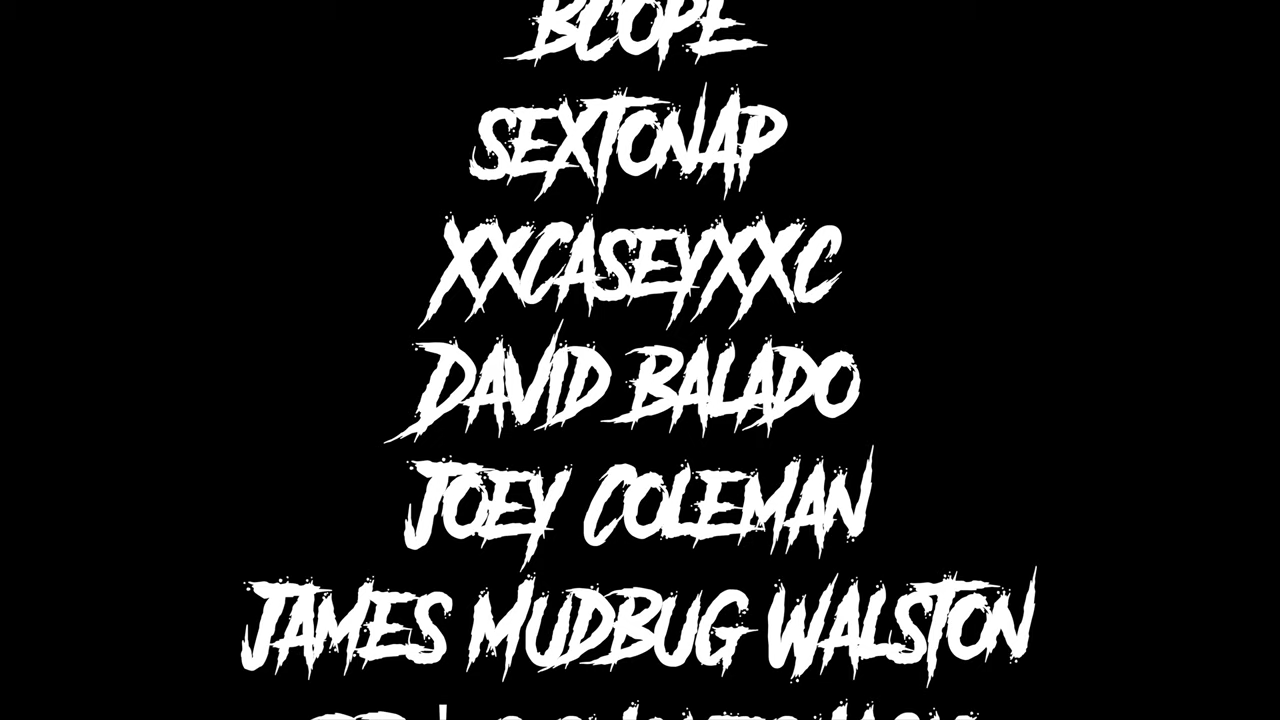 BCOPE
SEXTONAP
XXCASEYXXC
DAVID BALADO
JOEY COLEMAN
JAMES MUDBUG WALSTON